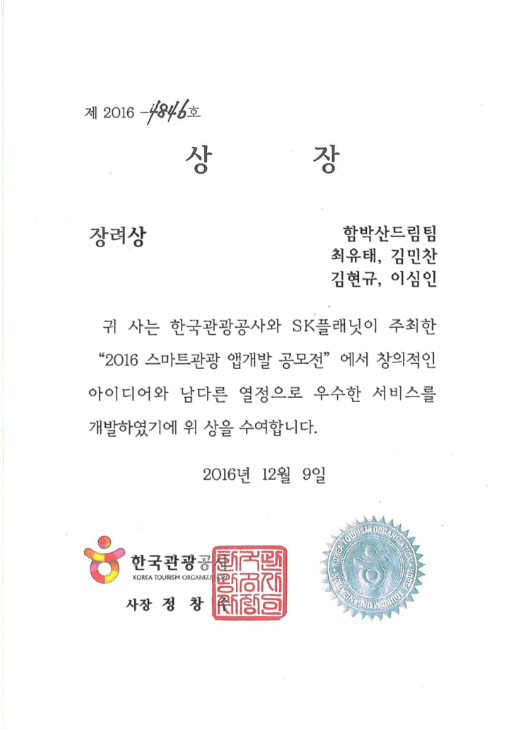 제 2016 -4846호
상 장
장려상
함박산드림팀
최유태, 김민찬
김현규, 이심인
귀 사는 한국관광공사와 SK플래닛이 주최한
“2016 스마트관광 앱개발 공모전” 에서 창의적인
아이디어와 남다른 열정으로 우수한 서비스를
개발하였기에 위 상을 수여합니다.
2016년 12월 9일
한국관광공사
KOREA TOURISM ORGANIZATION
사장 정 창
KOREA TOURISM ORGANIZATION